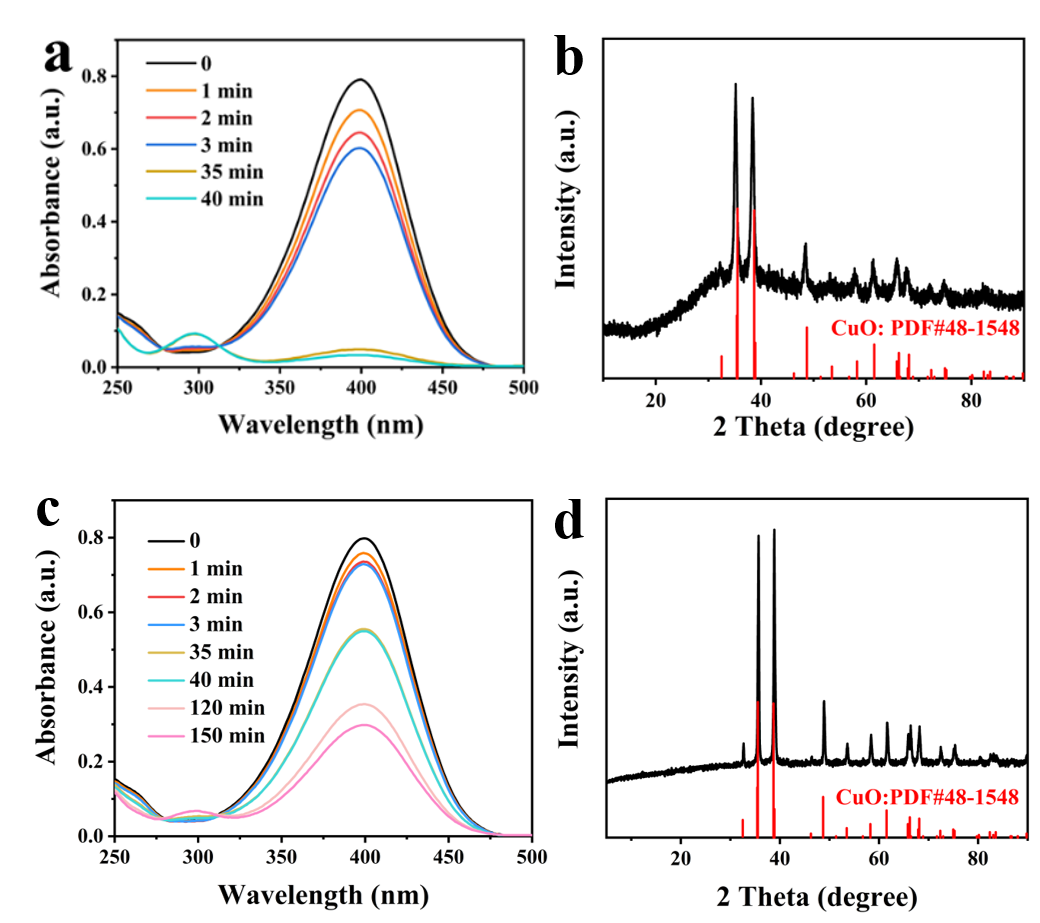 a
0
1 min
2 min
3 min
35 min
40 min
Absorbance (a.u.)
0.8
0.6
0.4
0.2
0.0
250 300 350 400 450 500
Wavelength (nm)
b
Intensity (a.u.)
CuO: PDF#48-1548
20 40 60 80
2 Theta (degree)
c
0
1 min
2 min
3 min
35 min
40 min
120 min
150 min
Absorbance (a.u.)
0.8
0.6
0.4
0.2
0.0
250 300 350 400 450 500
Wavelength (nm)
d
Intensity (a.u.)
CuO:PDF#48-1548
20 40 60 80
2 Theta (degree)